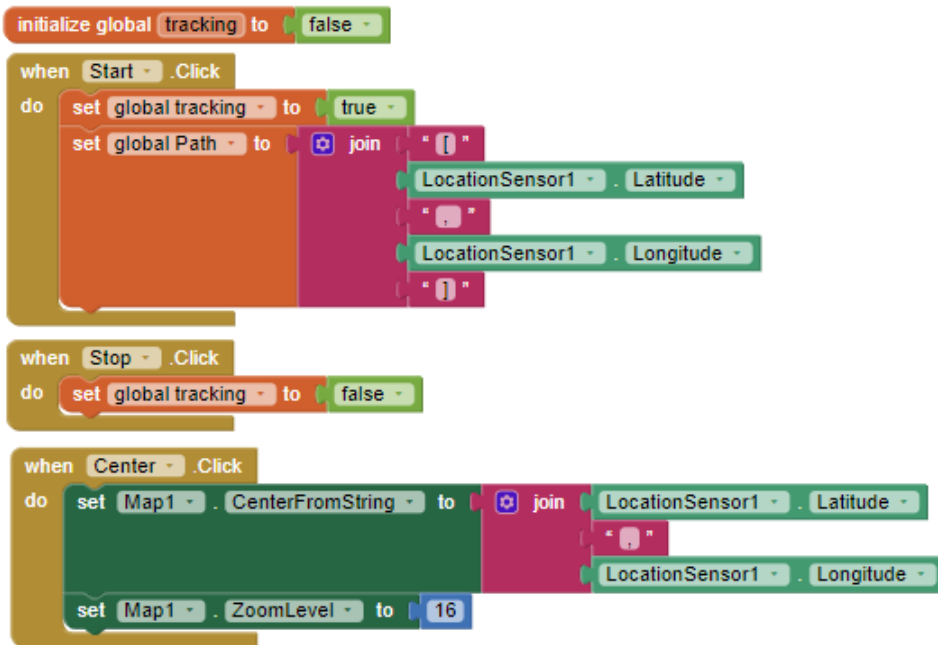 initialize global tracking to false
when Start .Click
do set global tracking to true
set global Path to join " [ "
LocationSensor1 . Latitude
" , "
LocationSensor1 . Longitude
" ] "
when Stop .Click
do set global tracking to false
when Center .Click
do set Map1 . CenterFromString to join LocationSensor1 . Latitude
" , "
LocationSensor1 . Longitude
set Map1 . ZoomLevel to 16